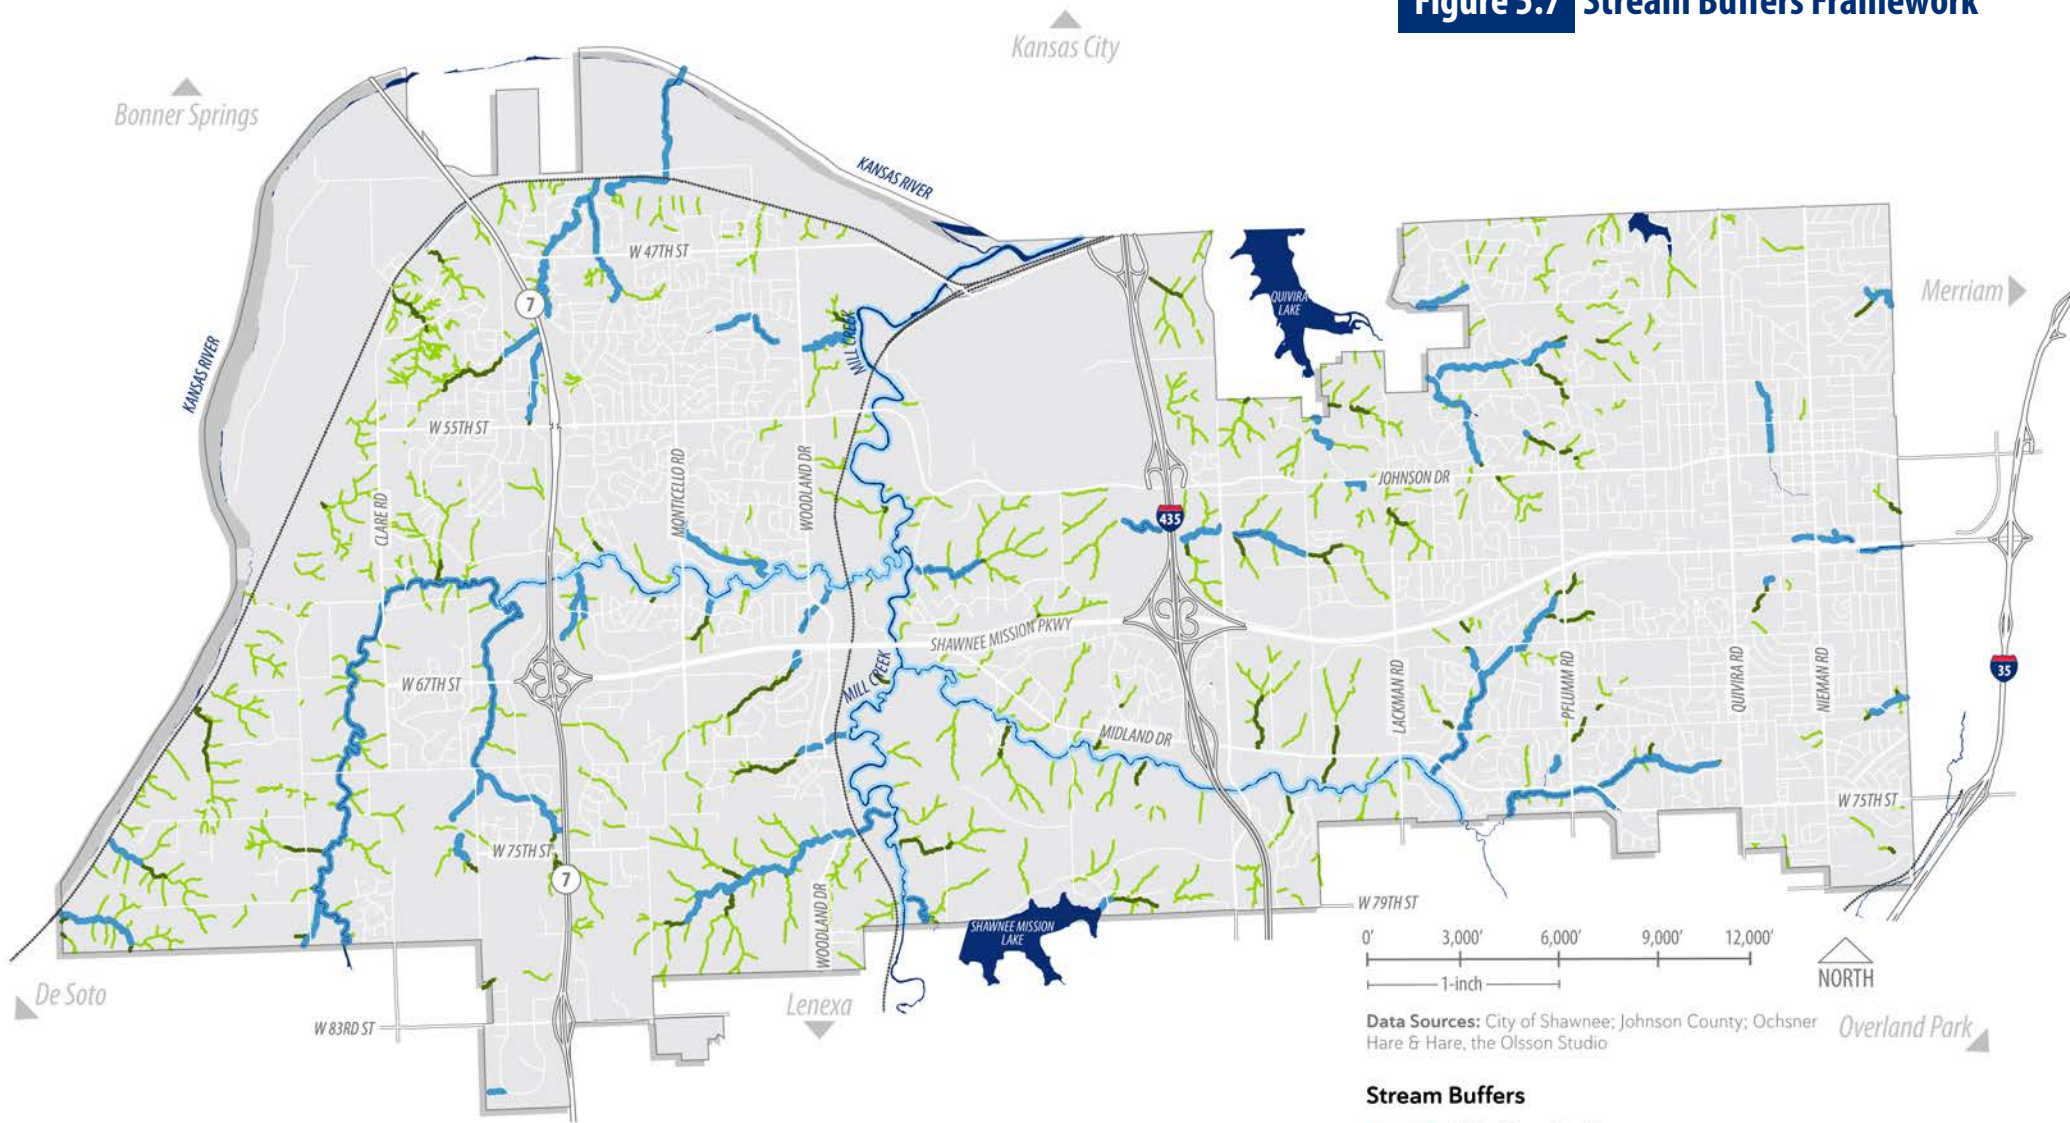 Figure 5.7 Stream Buffers Framework
Kansas City
Bonner Springs
KANSAS RIVER
W 47TH ST
7
QUIVIRA
LAKE
Merriam
MILL CREEK
KANSAS RIVER
W 55TH ST
CLARE RD
MONTICELLO RD
WOODLAND DR
JOHNSON DR
435
SHAWNEE MISSION PKWY
W 67TH ST
MILL CREEK
LACKMAN RD
PFLUMM RD
QUIVIRA RD
NIEMAN RD
35
MIDLAND DR
W 75TH ST
W 75TH ST
7
WOODLAND DR
SHAWNEE MISSION
LAKE
W 79TH ST
0' 3,000' 6,000' 9,000' 12,000'
1-inch
NORTH
De Soto
Lenexa
W 83RD ST
Data Sources: City of Shawnee; Johnson County; Ochsner
Hare & Hare, the Olsson Studio
Overland Park
Stream Buffers